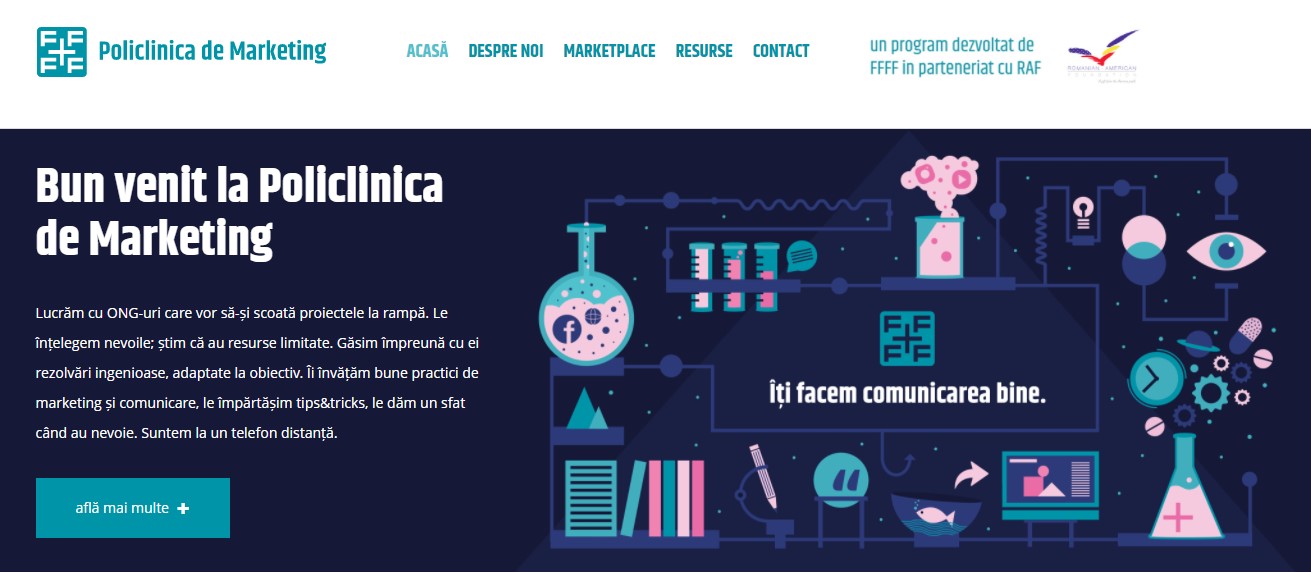 FFFF
Policlinica de Marketing
ACASĂ DESPRE NOI MARKETPLACE RESURSE CONTACT
un program dezvoltat de
FFFF in parteneriat cu RAF
ROMANIAN - AMERICAN
FOUNDATION
Bun venit la Policlinica
de Marketing
Lucrăm cu ONG-uri care vor să-și scoată proiectele la rampă. Le
înțelegem nevoile; știm că au resurse limitate. Găsim împreună cu ei
rezolvări ingenioase, adaptate la obiectiv. Îi învățăm bune practici de
marketing și comunicare, le împărtășim tips&tricks, le dăm un sfat
când au nevoie. Suntem la un telefon distanță.
află mai multe
FFFF
Îți facem comunicarea bine.